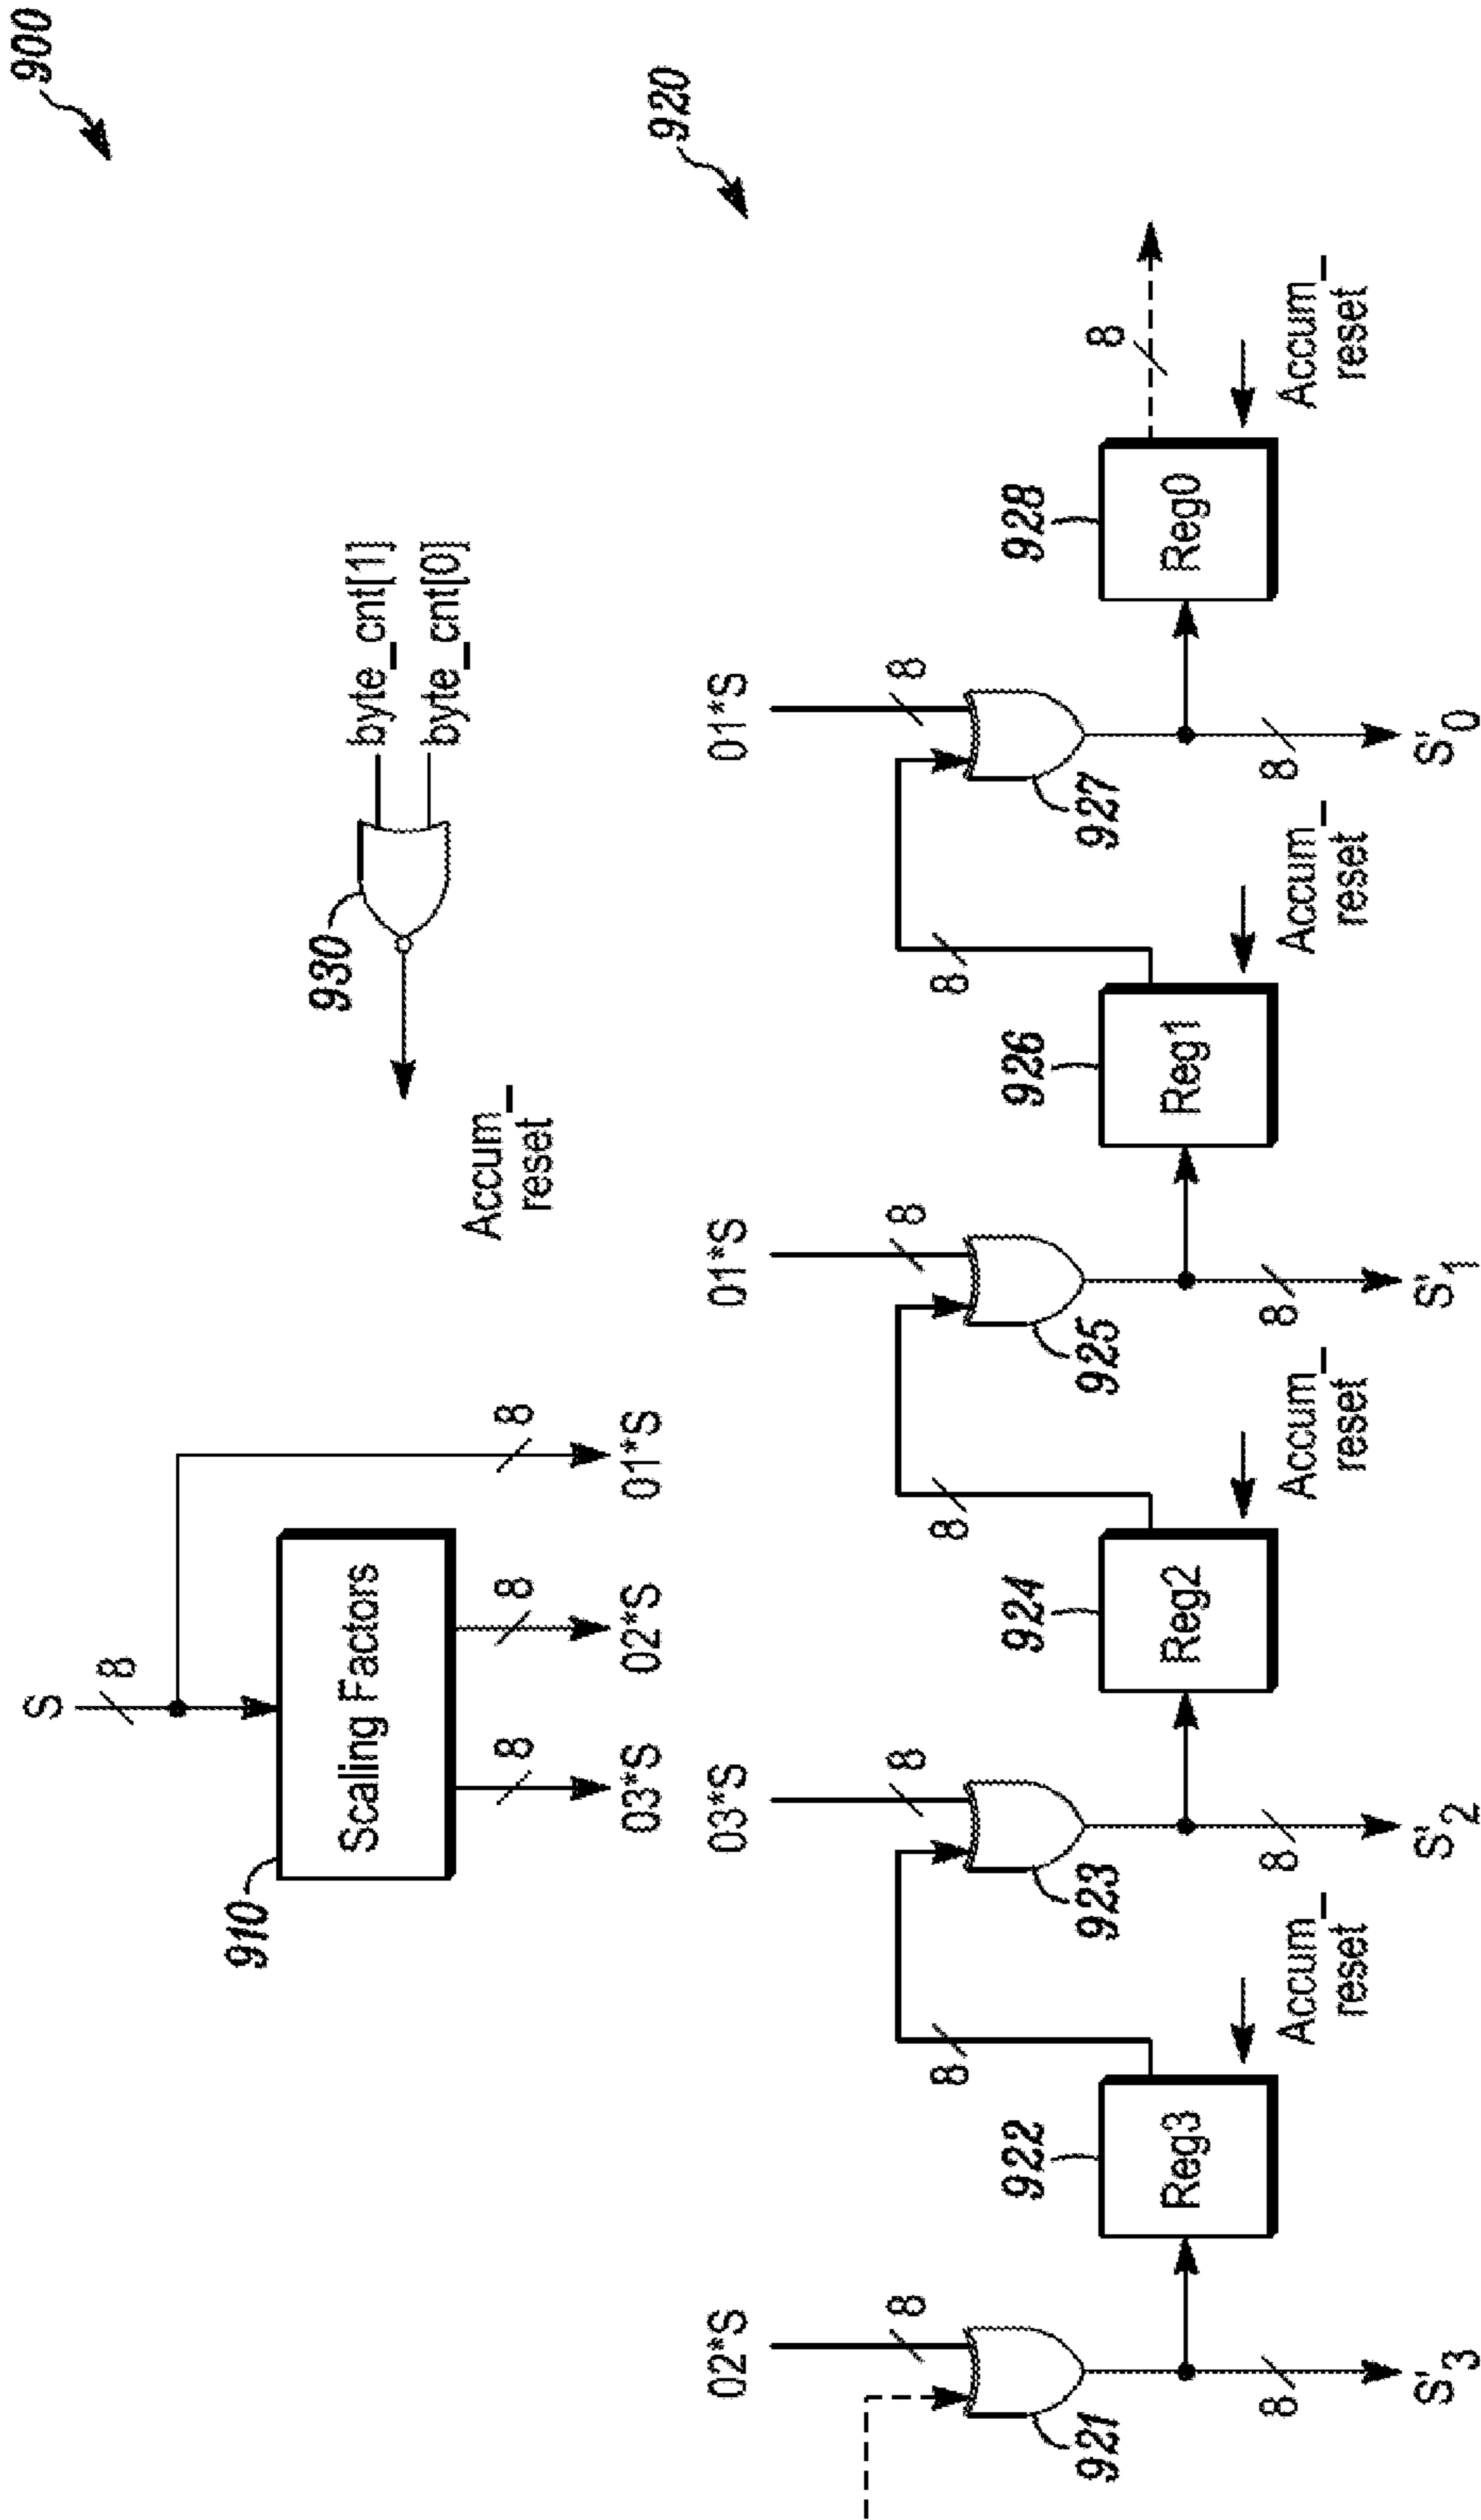 900
S
8
8
01*S
910
Scaling Factors
8
02*S
8
03*S
byte_cnt[1]
byte_cnt[0]
930
Accum_
reset
920
02*S
8
921
8
S'3
922
Reg3
8
Accum_
reset
03*S
8
923
8
S'2
924
Reg2
8
Accum_
reset
01*S
8
925
8
S'1
926
Reg1
8
Accum_
reset
01*S
8
927
8
S'0
928
Reg0
8
Accum_
reset